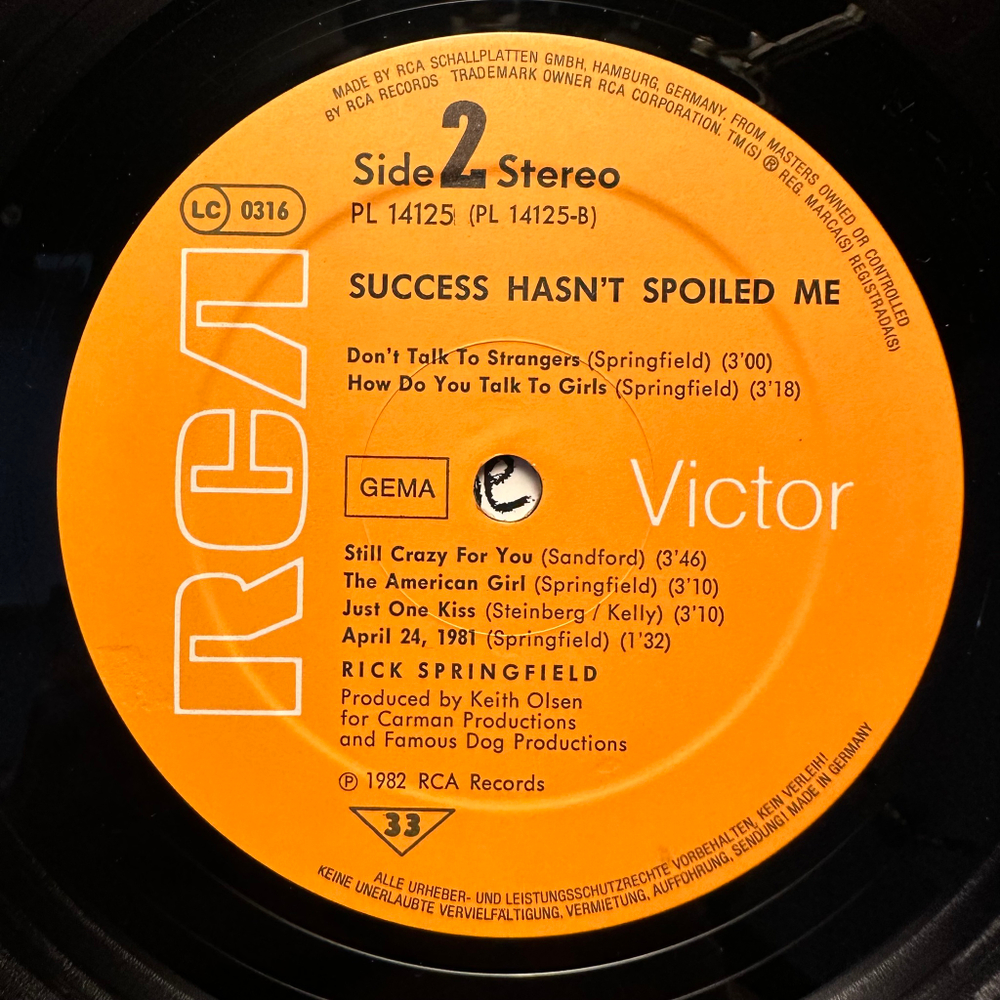 MADE BY RCA SCHALLPLATTEN GMBH, HAMBURG, GERMANY. FROM MASTERS OWNED OR CONTROLLED
BY RCA RECORDS TRADEMARK OWNER RCA CORPORATION. TM(S) ® REG. MARCA(S) REGISTRADA(S)
Side 2 Stereo
LC 0316
PL 14125 (PL 14125-B)
RCA
SUCCESS HASN'T SPOILED ME
Don't Talk To Strangers (Springfield) (3'00)
How Do You Talk To Girls (Springfield) (3'18)
GEMA
Victor
Still Crazy For You (Sandford) (3'46)
The American Girl (Springfield) (3'10)
Just One Kiss (Steinberg / Kelly) (3'10)
April 24, 1981 (Springfield) (1'32)
RICK SPRINGFIELD
Produced by Keith Olsen
for Carman Productions
and Famous Dog Productions
℗ 1982 RCA Records
33
ALLE URHEBER- UND LEISTUNGSSCHUTZRECHTE VORBEHALTEN, KEIN VERLEIH!
KEINE UNERLAUBTE VERVIELFÄLTIGUNG, VERMIETUNG, AUFFÜHRUNG, SENDUNG! MADE IN GERMANY